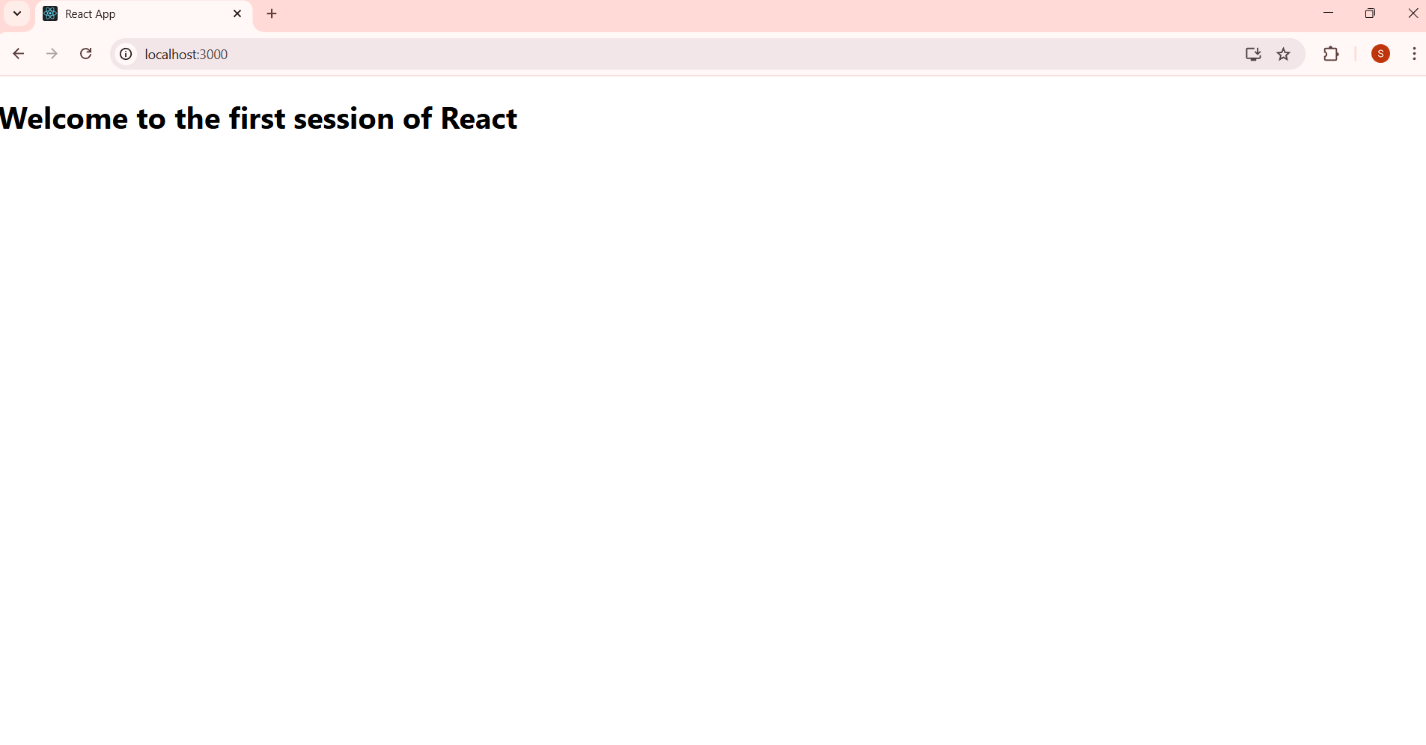 React App
localhost:3000
S
Welcome to the first session of React